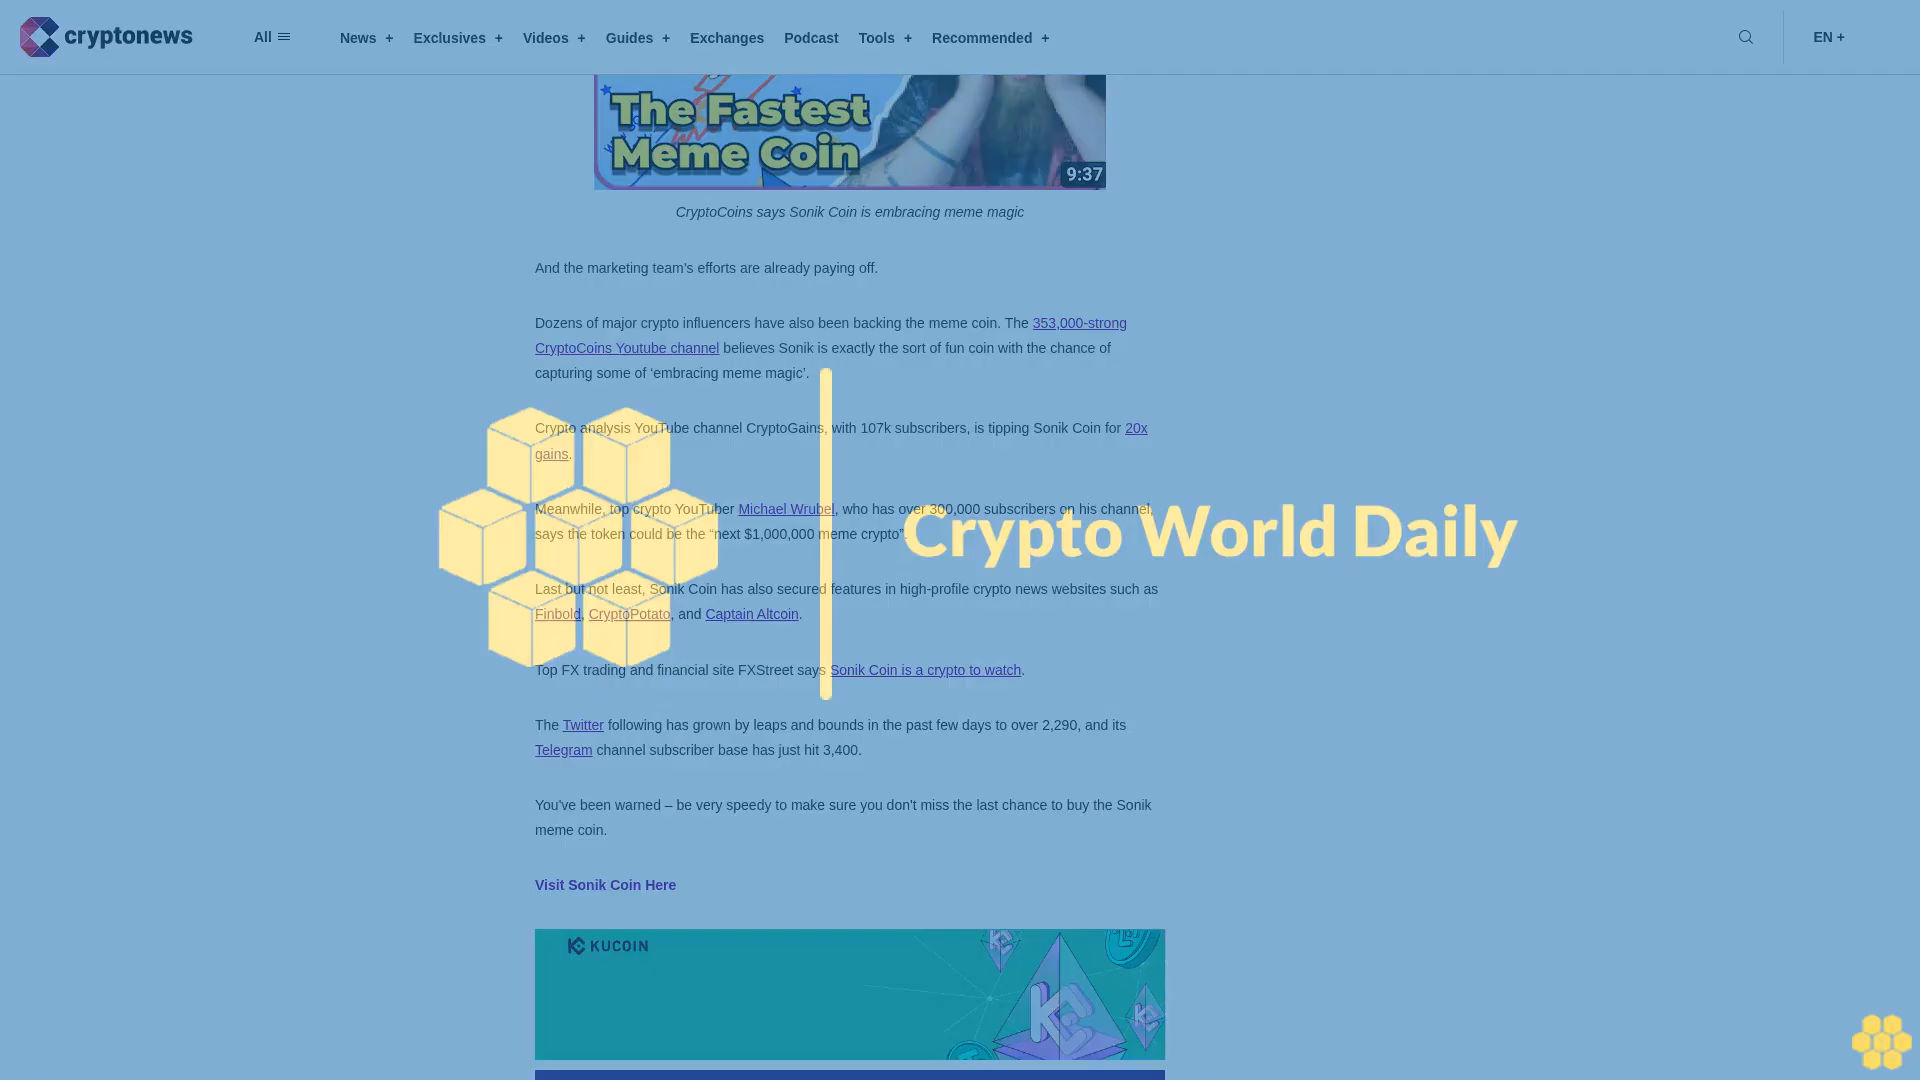 cryptonews
All
News +
Exclusives +
Videos +
Guides +
Exchanges
Podcast
Tools +
Recommended +
EN +
The Fastest
Meme Coin
9:37
CryptoCoins says Sonik Coin is embracing meme magic
And the marketing team’s efforts are already paying off.
Dozens of major crypto influencers have also been backing the meme coin. The 353,000-strong
CryptoCoins Youtube channel believes Sonik is exactly the sort of fun coin with the chance of
capturing some of ‘embracing meme magic’.
Crypto analysis YouTube channel CryptoGains, with 107k subscribers, is tipping Sonik Coin for 20x
gains.
Meanwhile, top crypto YouTuber Michael Wrubel, who has over 300,000 subscribers on his channel,
says the token could be the “next $1,000,000 meme crypto”.
Crypto World Daily
Last but not least, Sonik Coin has also secured features in high-profile crypto news websites such as
Finbold, CryptoPotato, and Captain Altcoin.
Top FX trading and financial site FXStreet says Sonik Coin is a crypto to watch.
The Twitter following has grown by leaps and bounds in the past few days to over 2,290, and its
Telegram channel subscriber base has just hit 3,400.
You've been warned – be very speedy to make sure you don't miss the last chance to buy the Sonik
meme coin.
Visit Sonik Coin Here
KUCOIN